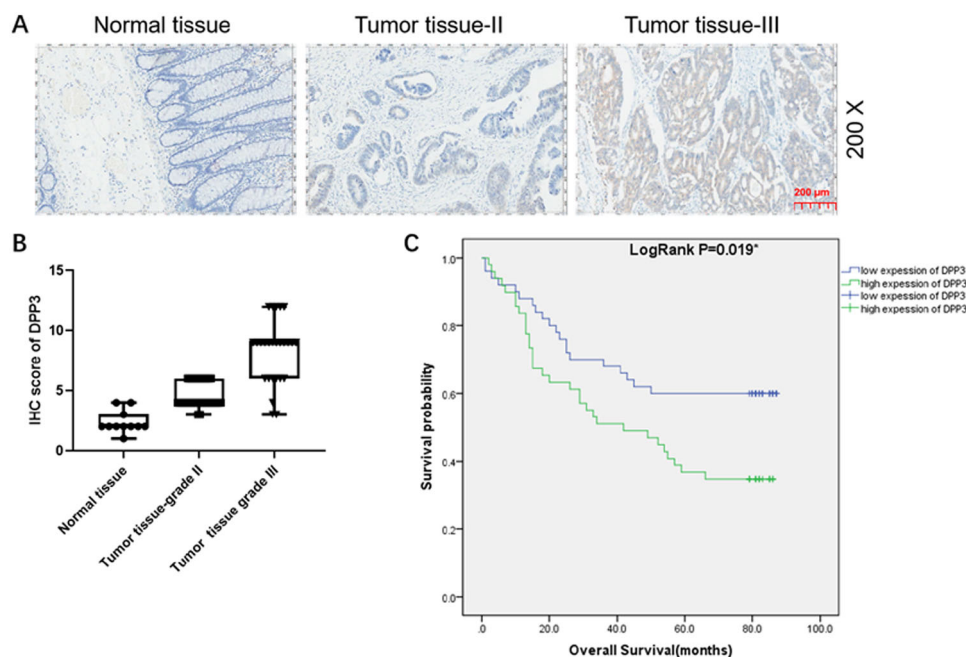 A
Normal tissue
Tumor tissue-II
Tumor tissue-III
200 X
200 μm
B
15
10
5
0
IHC score of DPP3
Normal tissue
Tumor tissue-grade II
Tumor tissue grade III
C
LogRank P=0.019*
1.0
0.8
0.6
0.4
0.2
0.0
Survival probability
.0
20.0
40.0
60.0
80.0
100.0
Overall Survival(months)
low expession of DPP3
high expession of DPP3
low expession of DPP3
high expession of DPP3